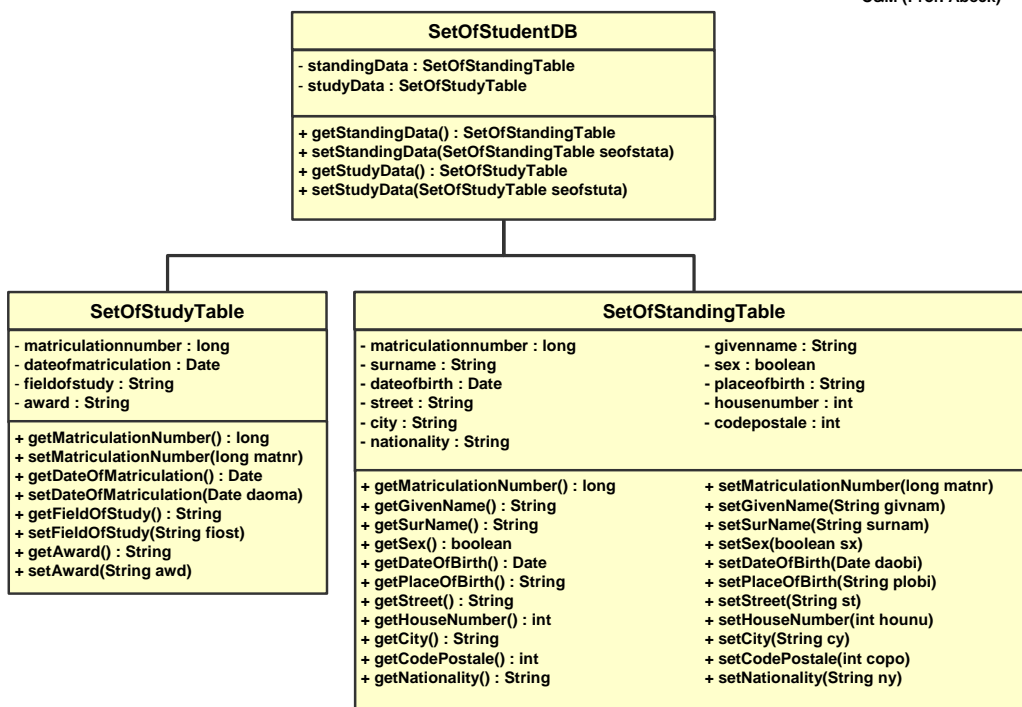 SetOfStudentDB
- standingData : SetOfStandingTable
- studyData : SetOfStudyTable
+ getStandingData() : SetOfStandingTable
+ setStandingData(SetOfStandingTable seofstata)
+ getStudyData() : SetOfStudyTable
+ setStudyData(SetOfStudyTable seofstuta)
SetOfStudyTable
- matriculationnumber : long
- dateofmatriculation : Date
- fieldofstudy : String
- award : String
+ getMatriculationNumber() : long
+ setMatriculationNumber(long matnr)
+ getDateOfMatriculation() : Date
+ setDateOfMatriculation(Date daoma)
+ getFieldOfStudy() : String
+ setFieldOfStudy(String fiost)
+ getAward() : String
+ setAward(String awd)
SetOfStandingTable
- matriculationnumber : long
- surname : String
- dateofbirth : Date
- street : String
- city : String
- nationality : String
- givenname : String
- sex : boolean
- placeofbirth : String
- housenumber : int
- codepostale : int
+ getMatriculationNumber() : long
+ getGivenName() : String
+ getSurName() : String
+ getSex() : boolean
+ getDateOfBirth() : Date
+ getPlaceOfBirth() : String
+ getStreet() : String
+ getHouseNumber() : int
+ getCity() : String
+ getCodePostale() : int
+ getNationality() : String
+ setMatriculationNumber(long matnr)
+ setGivenName(String givnam)
+ setSurName(String surnam)
+ setSex(boolean sx)
+ setDateOfBirth(Date daobi)
+ setPlaceOfBirth(String plobi)
+ setStreet(String st)
+ setHouseNumber(int hounu)
+ setCity(String cy)
+ setCodePostale(int copo)
+ setNationality(String ny)